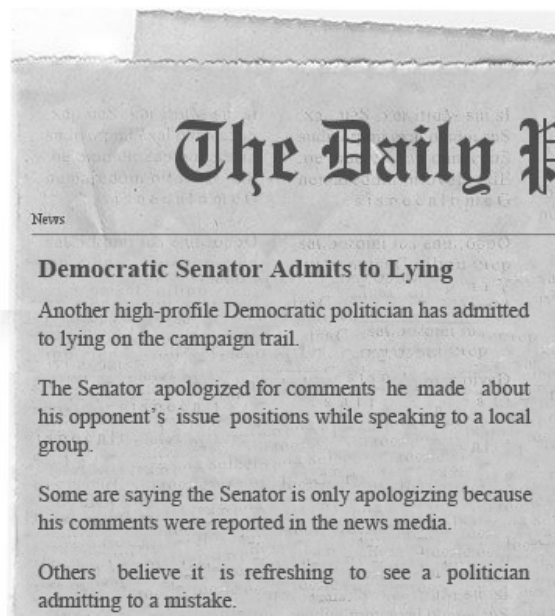 The Daily
News
Democratic Senator Admits to Lying
Another high-profile Democratic politician has admitted
to lying on the campaign trail.
The Senator apologized for comments he made about
his opponent's issue positions while speaking to a local
group.
Some are saying the Senator is only apologizing because
his comments were reported in the news media.
Others believe it is refreshing to see a politician
admitting to a mistake.